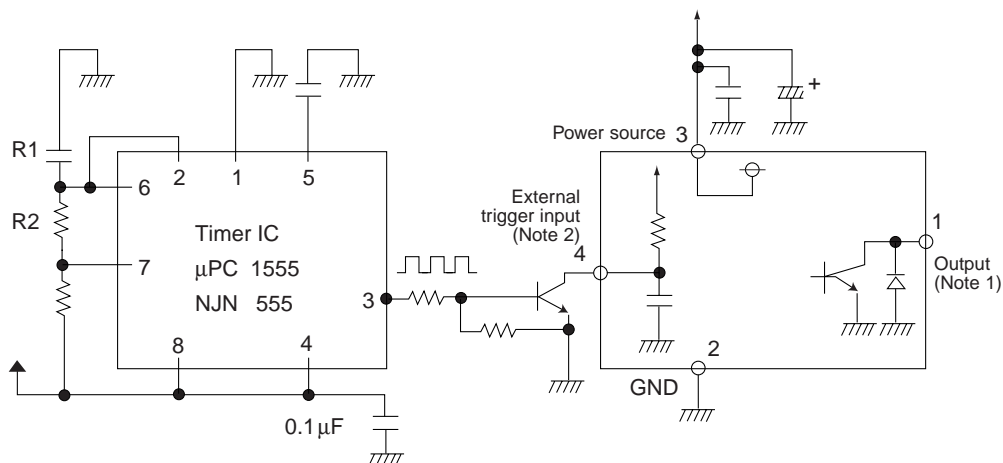 R1
R2
6
7
2
1
5
Timer IC
μPC 1555
NJN 555
3
8
4
0.1μF
Power source 3
+
External
trigger input
(Note 2)
4
1
Output
(Note 1)
2
GND